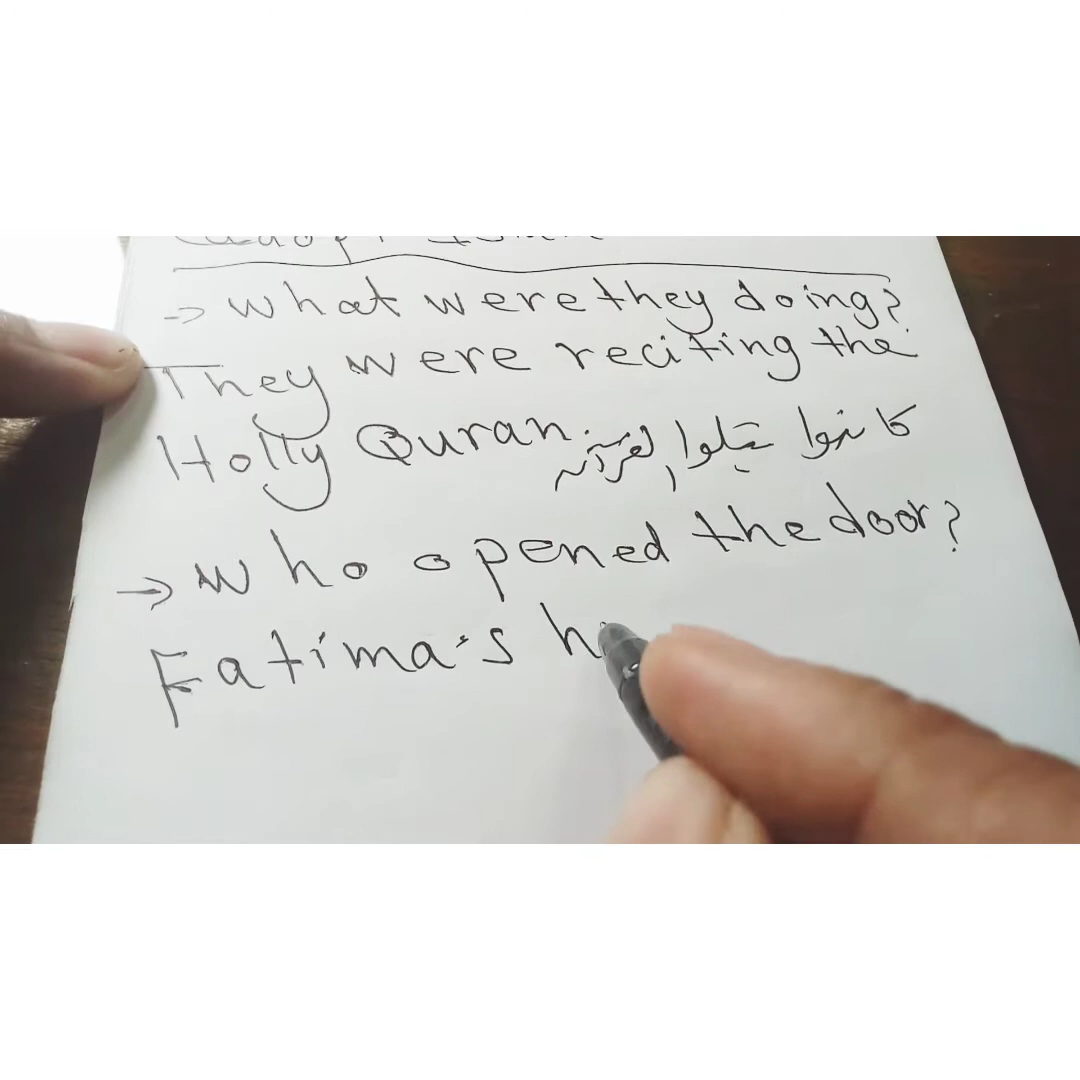 → What were they doing?
They were reciting the
Holly Quran. كانوا يتلوا القرآن
→ Who opened the door?
Fatima's h